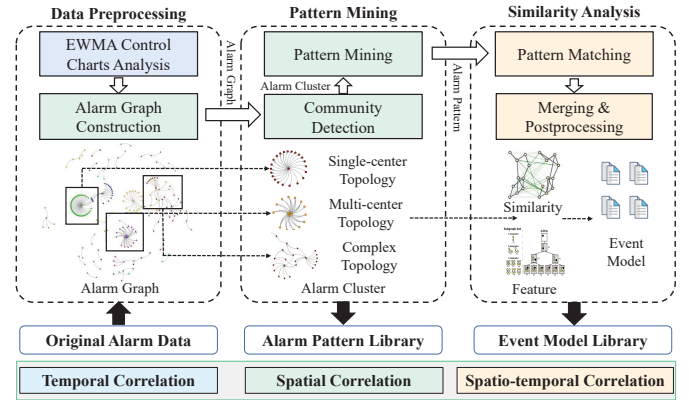 Data Preprocessing
Pattern Mining
Similarity Analysis
EWMA Control
Charts Analysis
Alarm Graph
Construction
Alarm Graph
Pattern Mining
Alarm Cluster
Community
Detection
Alarm Pattern
Pattern Matching
Merging &
Postprocessing
Single-center
Topology
Multi-center
Topology
Complex
Topology
Similarity
Event
Model
Feature
Alarm Graph
Alarm Cluster
Original Alarm Data
Alarm Pattern Library
Event Model Library
Temporal Correlation
Spatial Correlation
Spatio-temporal Correlation